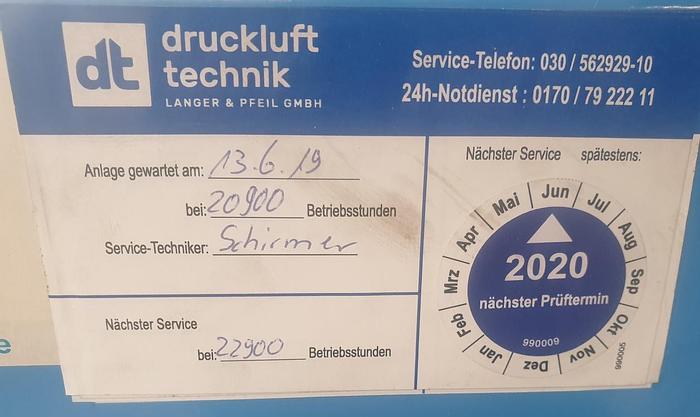 dt
druckluft
technik
LANGER & PFEIL GMBH
Service-Telefon: 030 / 562929-10
24h-Notdienst : 0170 / 79 222 11
Anlage gewartet am: 13.6.19
bei: 20900 Betriebsstunden
Service-Techniker: Schirmer
Nächster Service
bei: 22900 Betriebsstunden
Nächster Service spätestens:
Jan Feb Mrz Apr Mai Jun Jul Aug Sep Okt Nov Dez
2020
nächster Prüftermin
990009
900066
e